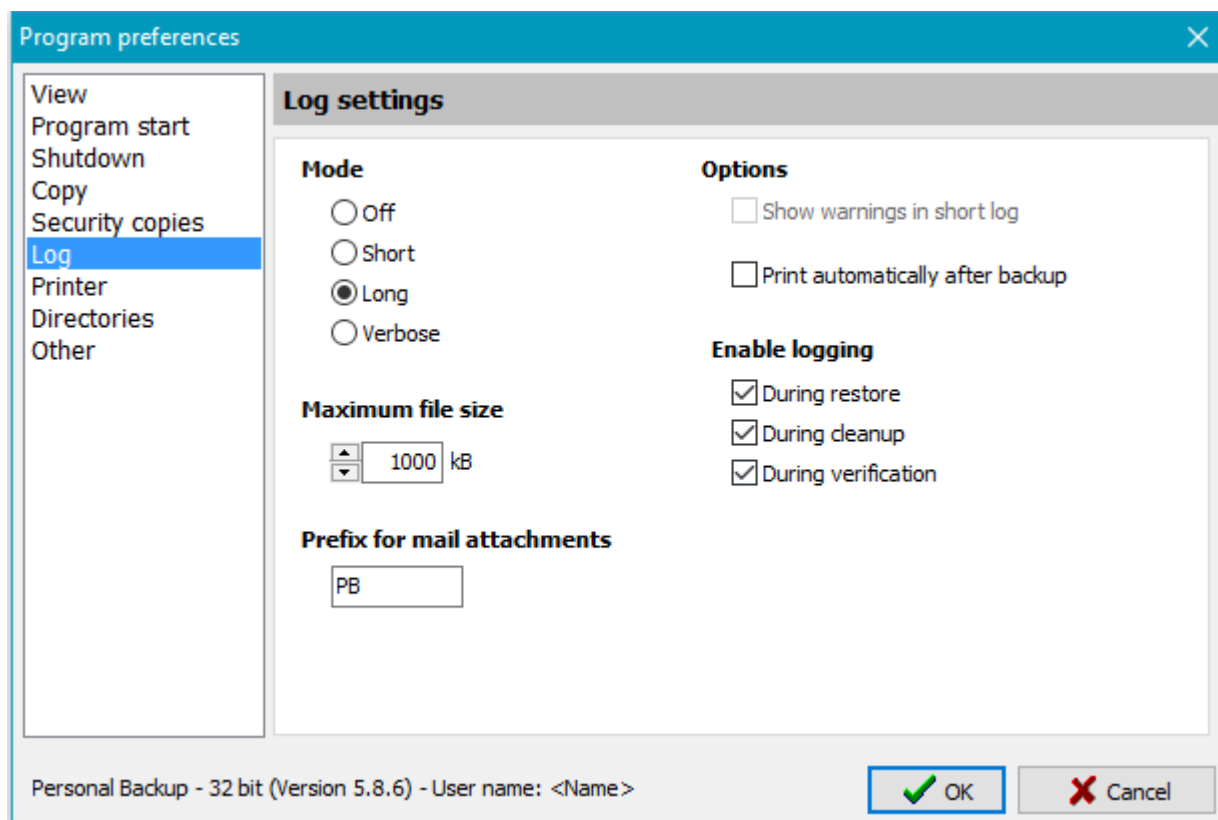 Program preferences
View
Program start
Shutdown
Copy
Security copies
Log
Printer
Directories
Other
Log settings
Mode
Off
Short
Long
Verbose
Maximum file size
1000 kB
Prefix for mail attachments
PB
Options
Show warnings in short log
Print automatically after backup
Enable logging
During restore
During cleanup
During verification
Personal Backup - 32 bit (Version 5.8.6) - User name: <Name>
OK
Cancel